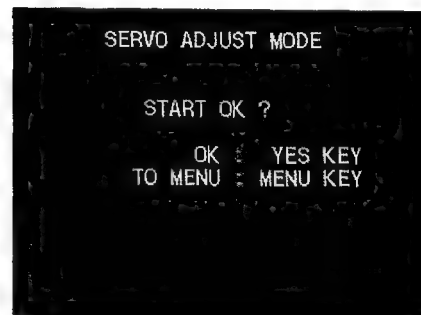 SERVO ADJUST MODE
START OK ?
OK : YES KEY
TO MENU : MENU KEY